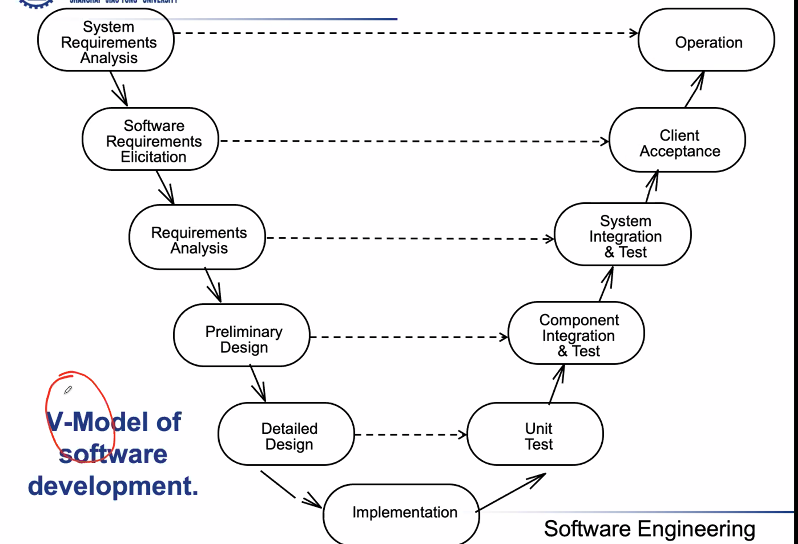 SHANGHAI JIAO TONG UNIVERSITY
System
Requirements
Analysis
Operation
Software
Requirements
Elicitation
Client
Acceptance
Requirements
Analysis
System
Integration
& Test
Preliminary
Design
Component
Integration
& Test
V-Model of
software
development.
Detailed
Design
Unit
Test
Implementation
Software Engineering